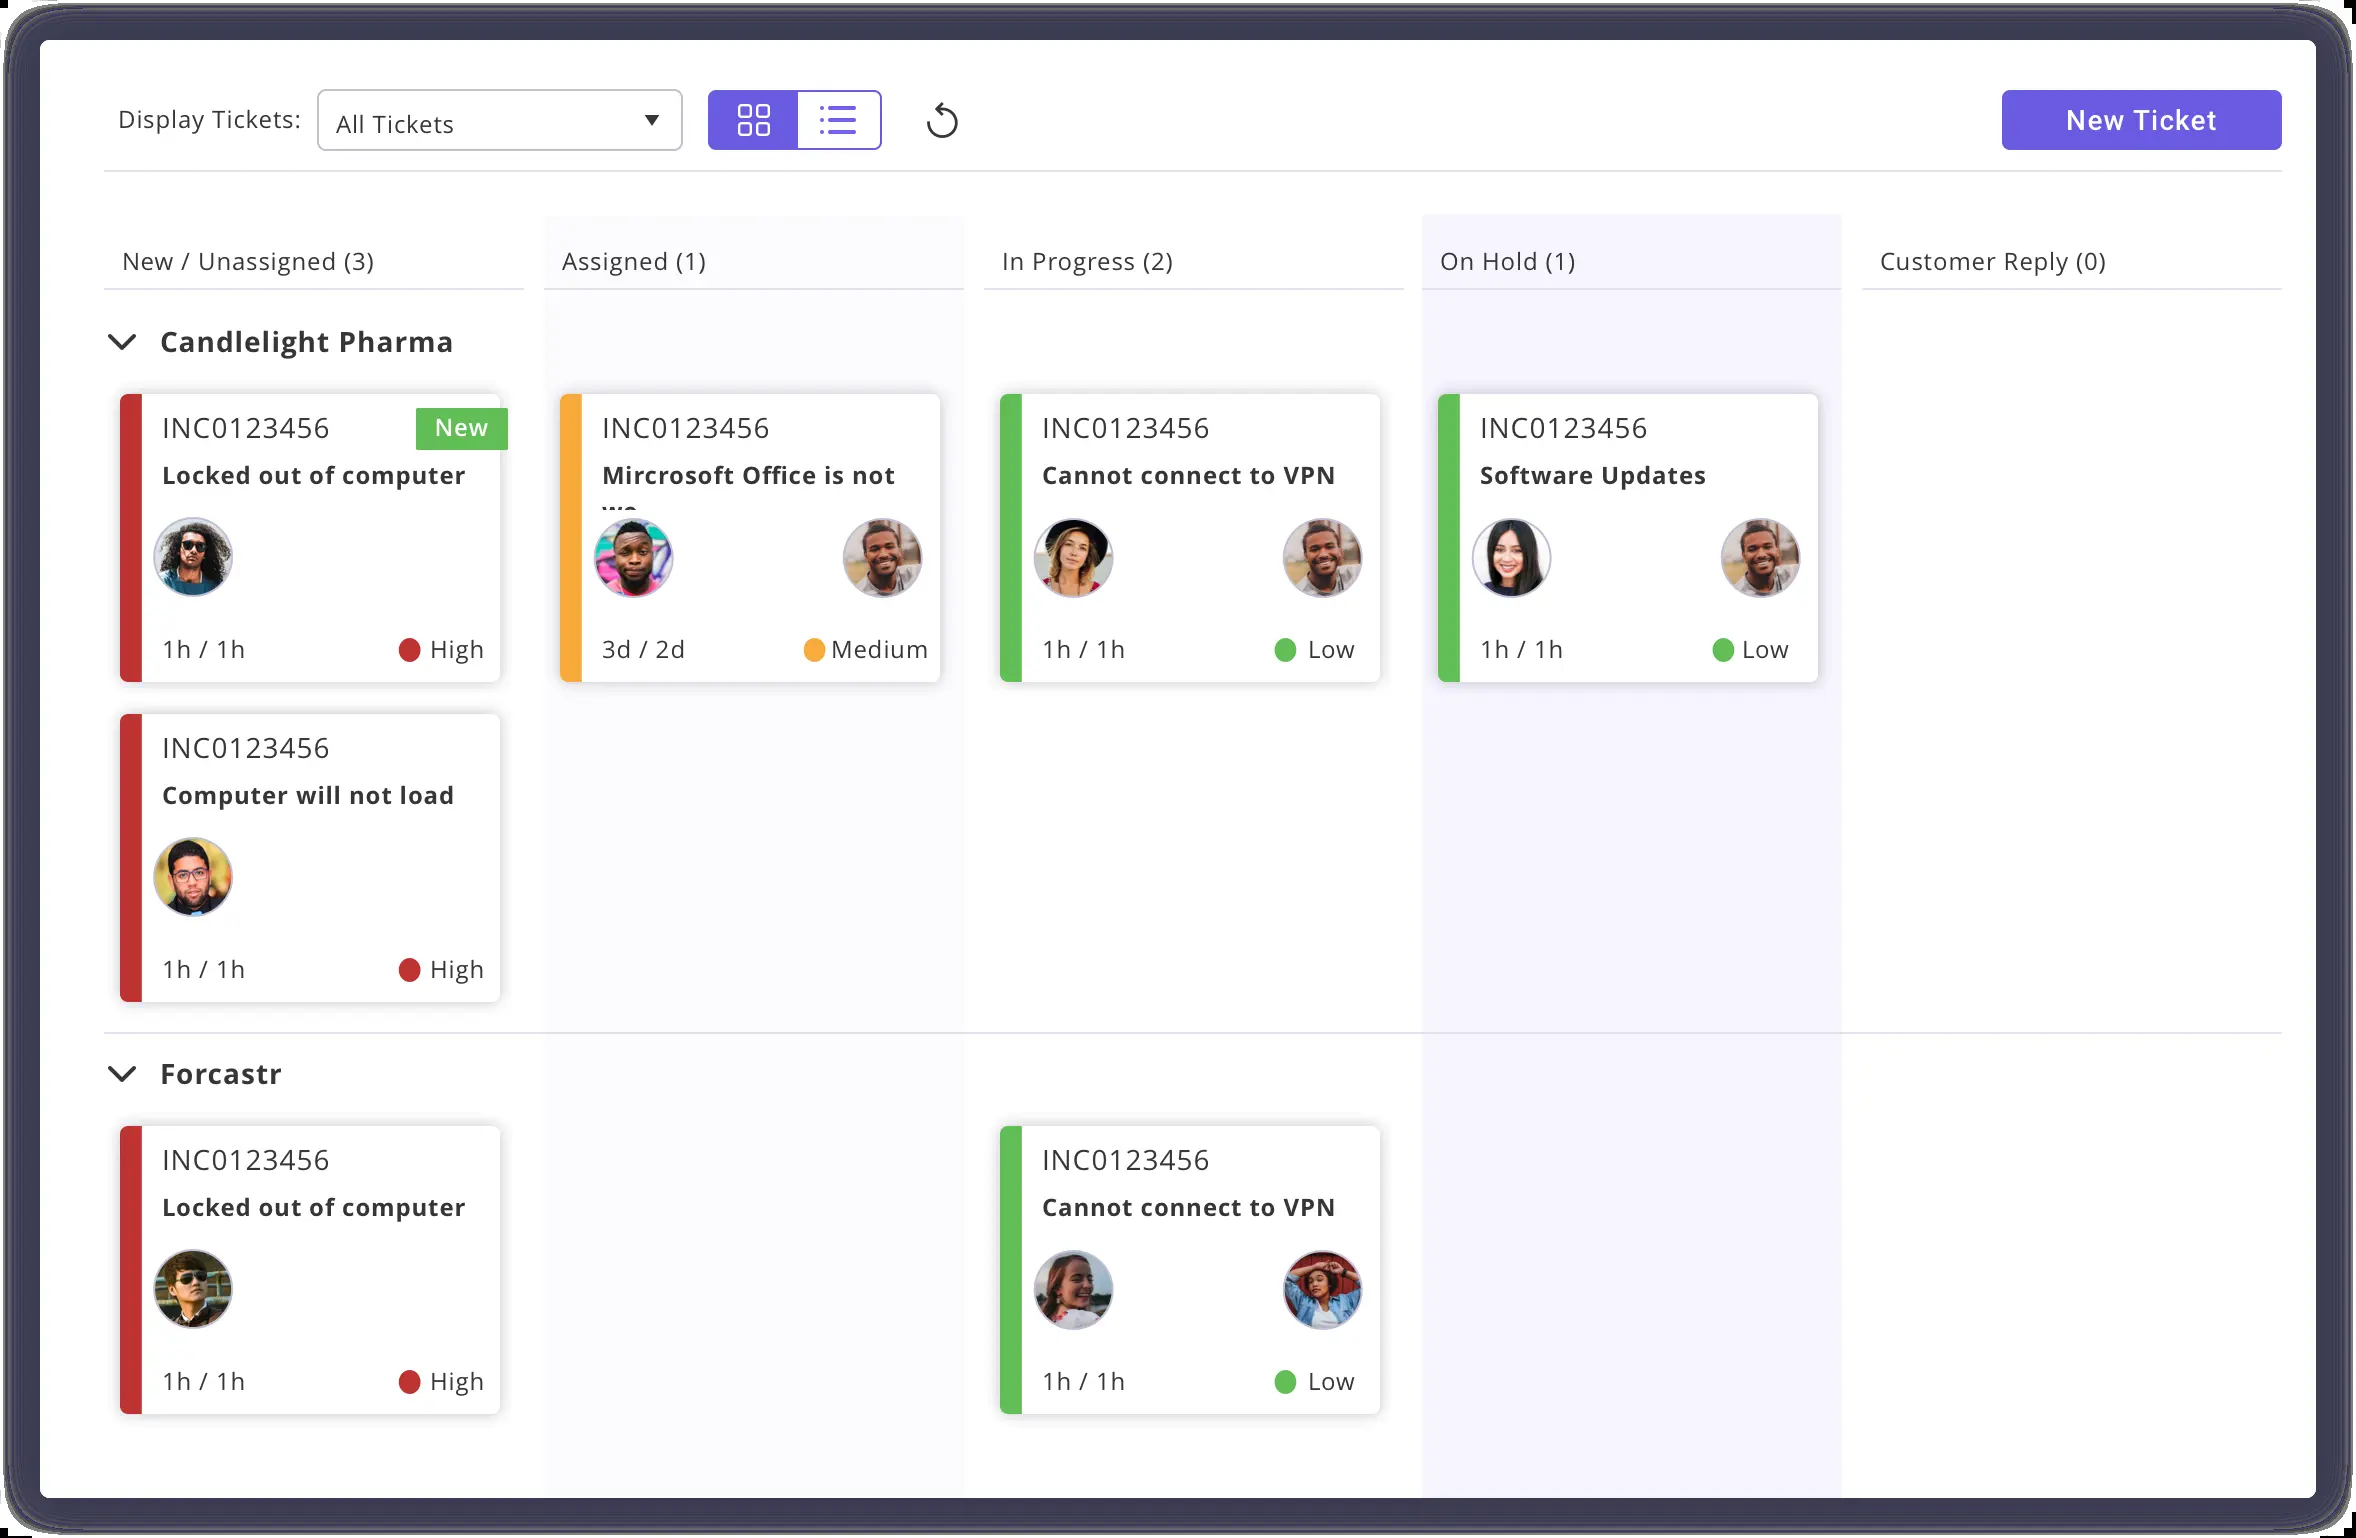 Display Tickets:
All Tickets
New Ticket
New / Unassigned (3)
Assigned (1)
In Progress (2)
On Hold (1)
Customer Reply (0)
Candlelight Pharma
INC0123456
New
Locked out of computer
1h / 1h
High
INC0123456
Mircrosoft Office is not
3d / 2d
Medium
INC0123456
Cannot connect to VPN
1h / 1h
Low
INC0123456
Software Updates
1h / 1h
Low
INC0123456
Computer will not load
1h / 1h
High
Forcastr
INC0123456
Locked out of computer
1h / 1h
High
INC0123456
Cannot connect to VPN
1h / 1h
Low